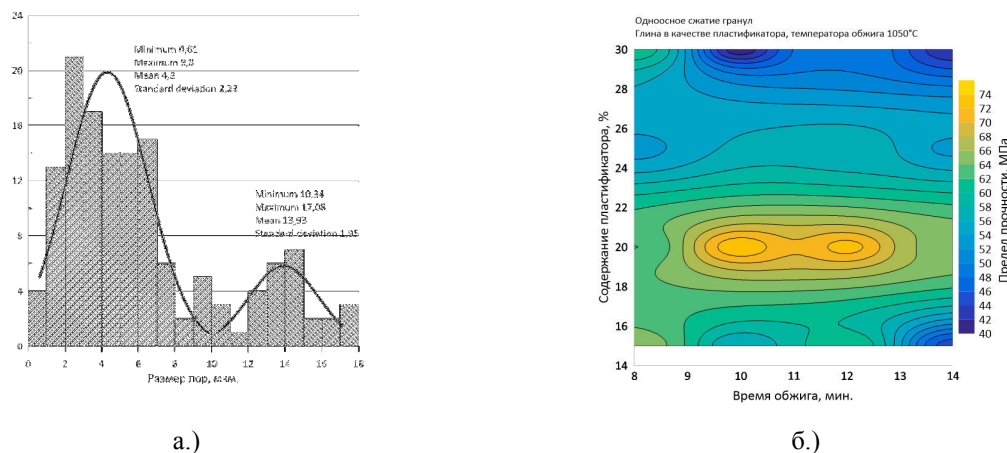 24
20
16
12
8
4
0
0 2 4 6 8 10 12 14 16 18
Размер пор, мкм.
Minimum 0,61
Maximum 9,9
Mean 4,3
Standard deviation 2,23
Minimum 10,34
Maximum 17,08
Mean 13,93
Standard deviation 1,95
а.)
Одноосное сжатие гранул
Глина в качестве пластификатора, температора обжига 1050°C
Содержание пластификатора, %
30
28
26
24
22
20
18
16
14
8 9 10 11 12 13 14
Время обжига, мин.
74
72
70
68
66
64
62
60
58
56
54
52
50
48
46
44
42
40
Предел прочности, МПа
б.)